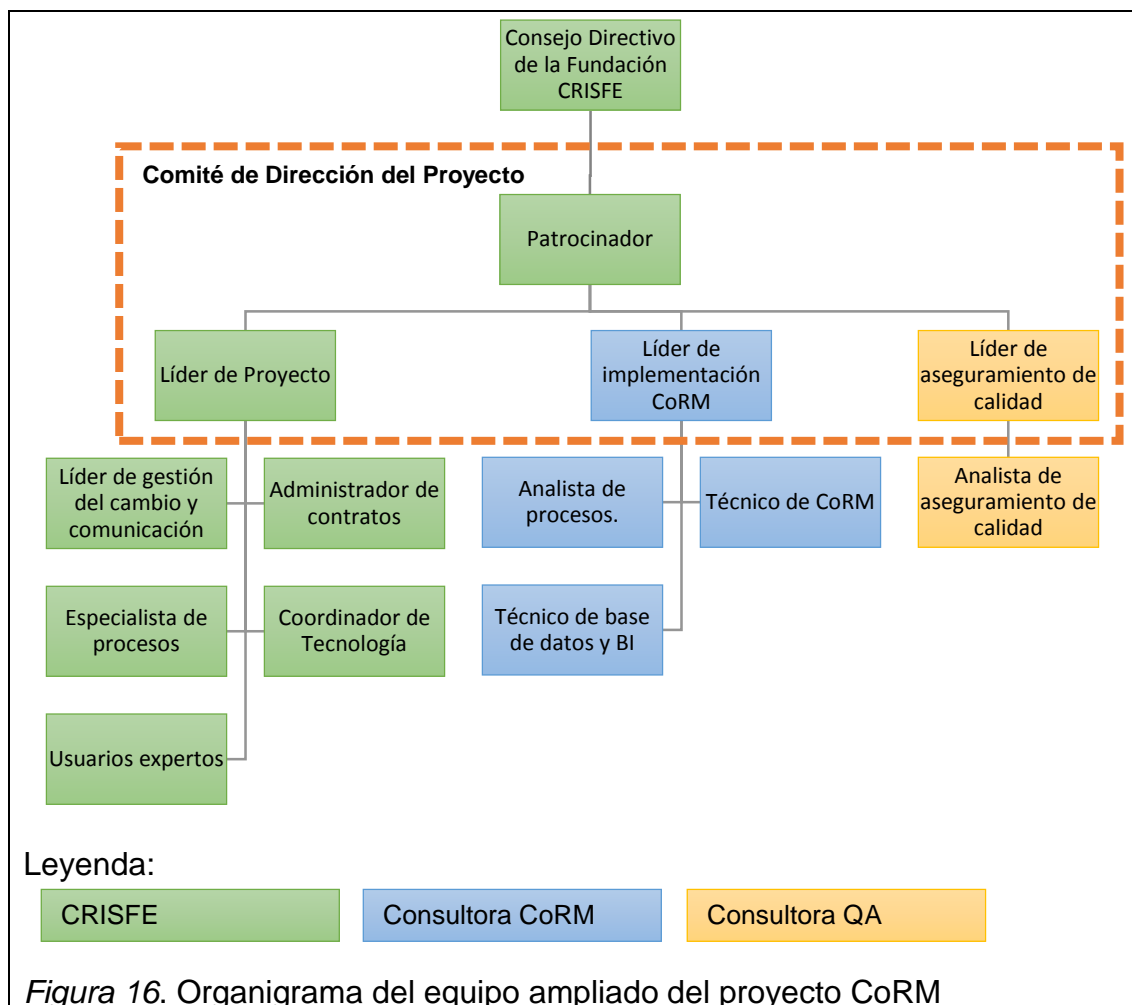 Consejo Directivo
de la Fundación
CRISFE
Comité de Dirección del Proyecto
Patrocinador
Líder de Proyecto
Líder de
implementación
CoRM
Líder de
aseguramiento de
calidad
Líder de gestión
del cambio y
comunicación
Administrador de
contratos
Analista de
procesos.
Técnico de CoRM
Analista de
aseguramiento de
calidad
Especialista de
procesos
Coordinador de
Tecnología
Técnico de base
de datos y BI
Usuarios expertos
Leyenda:
CRISFE
Consultora CoRM
Consultora QA
Figura 16. Organigrama del equipo ampliado del proyecto CoRM